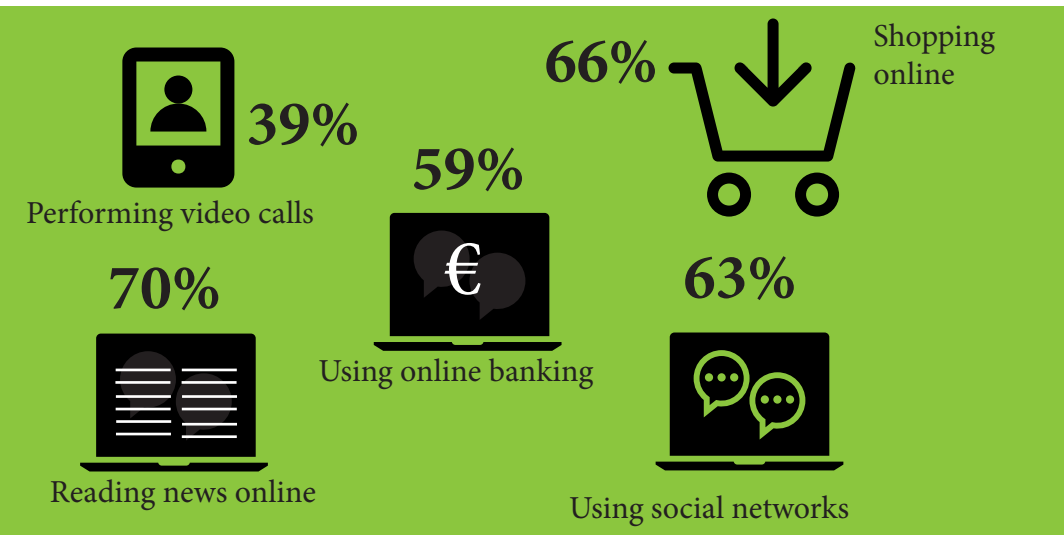 39%
Performing video calls
66%
Shopping
online
59%
€
Using online banking
70%
Reading news online
63%
Using social networks